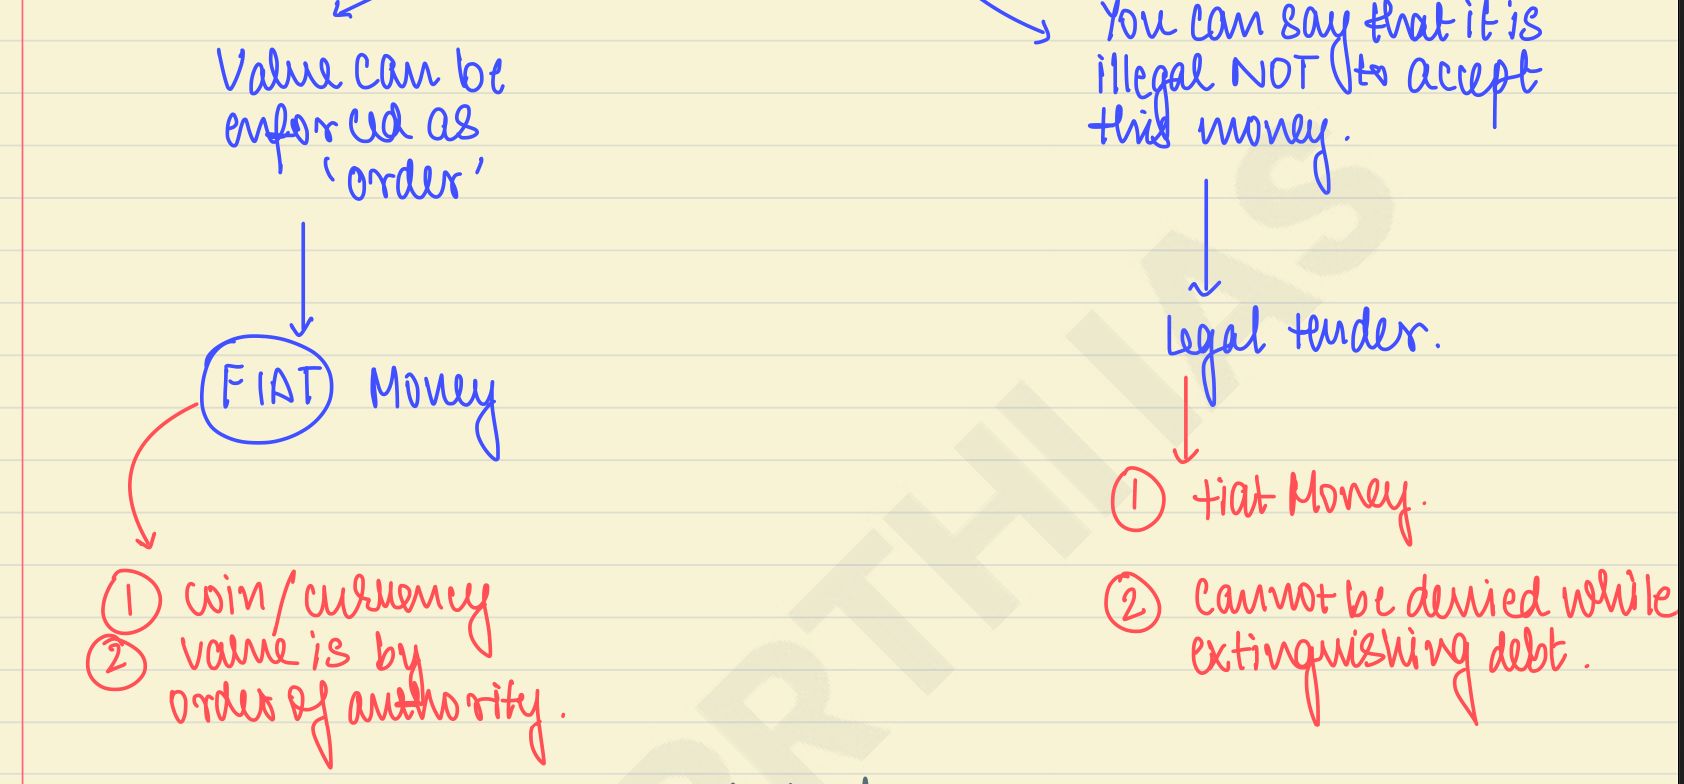 Value can be
enforced as
'order'
FIAT Money
① coin/currency
② value is by
order of authority.
You can say that it is
illegal NOT to accept
this money.
Legal tender.
① fiat Money.
② cannot be denied while
extinguishing debt.
RTHI IAS